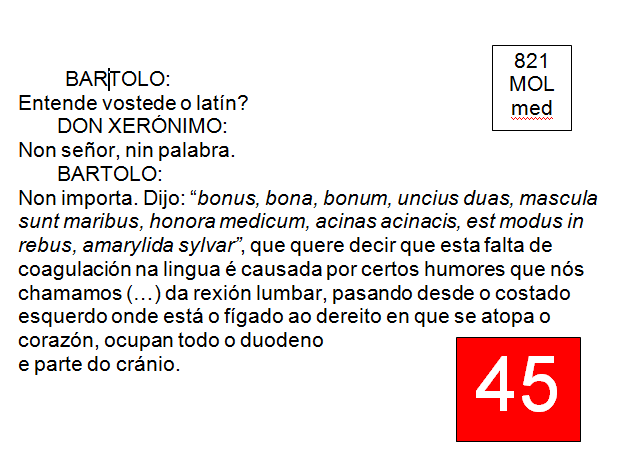 821
MOL
med
BARTOLO:
Entende vostede o latín?
DON XERÓNIMO:
Non señor, nin palabra.
BARTOLO:
Non importa. Dijo: “bonus, bona, bonum, uncius duas, mascula
sunt maribus, honora medicum, acinas acinacis, est modus in
rebus, amarylida sylvar”, que quere decir que esta falta de
coagulación na lingua é causada por certos humores que nós
chamamos (…) da rexión lumbar, pasando desde o costado
esquerdo onde está o fígado ao dereito en que se atopa o
corazón, ocupan todo o duodeno
e parte do cránio.
45